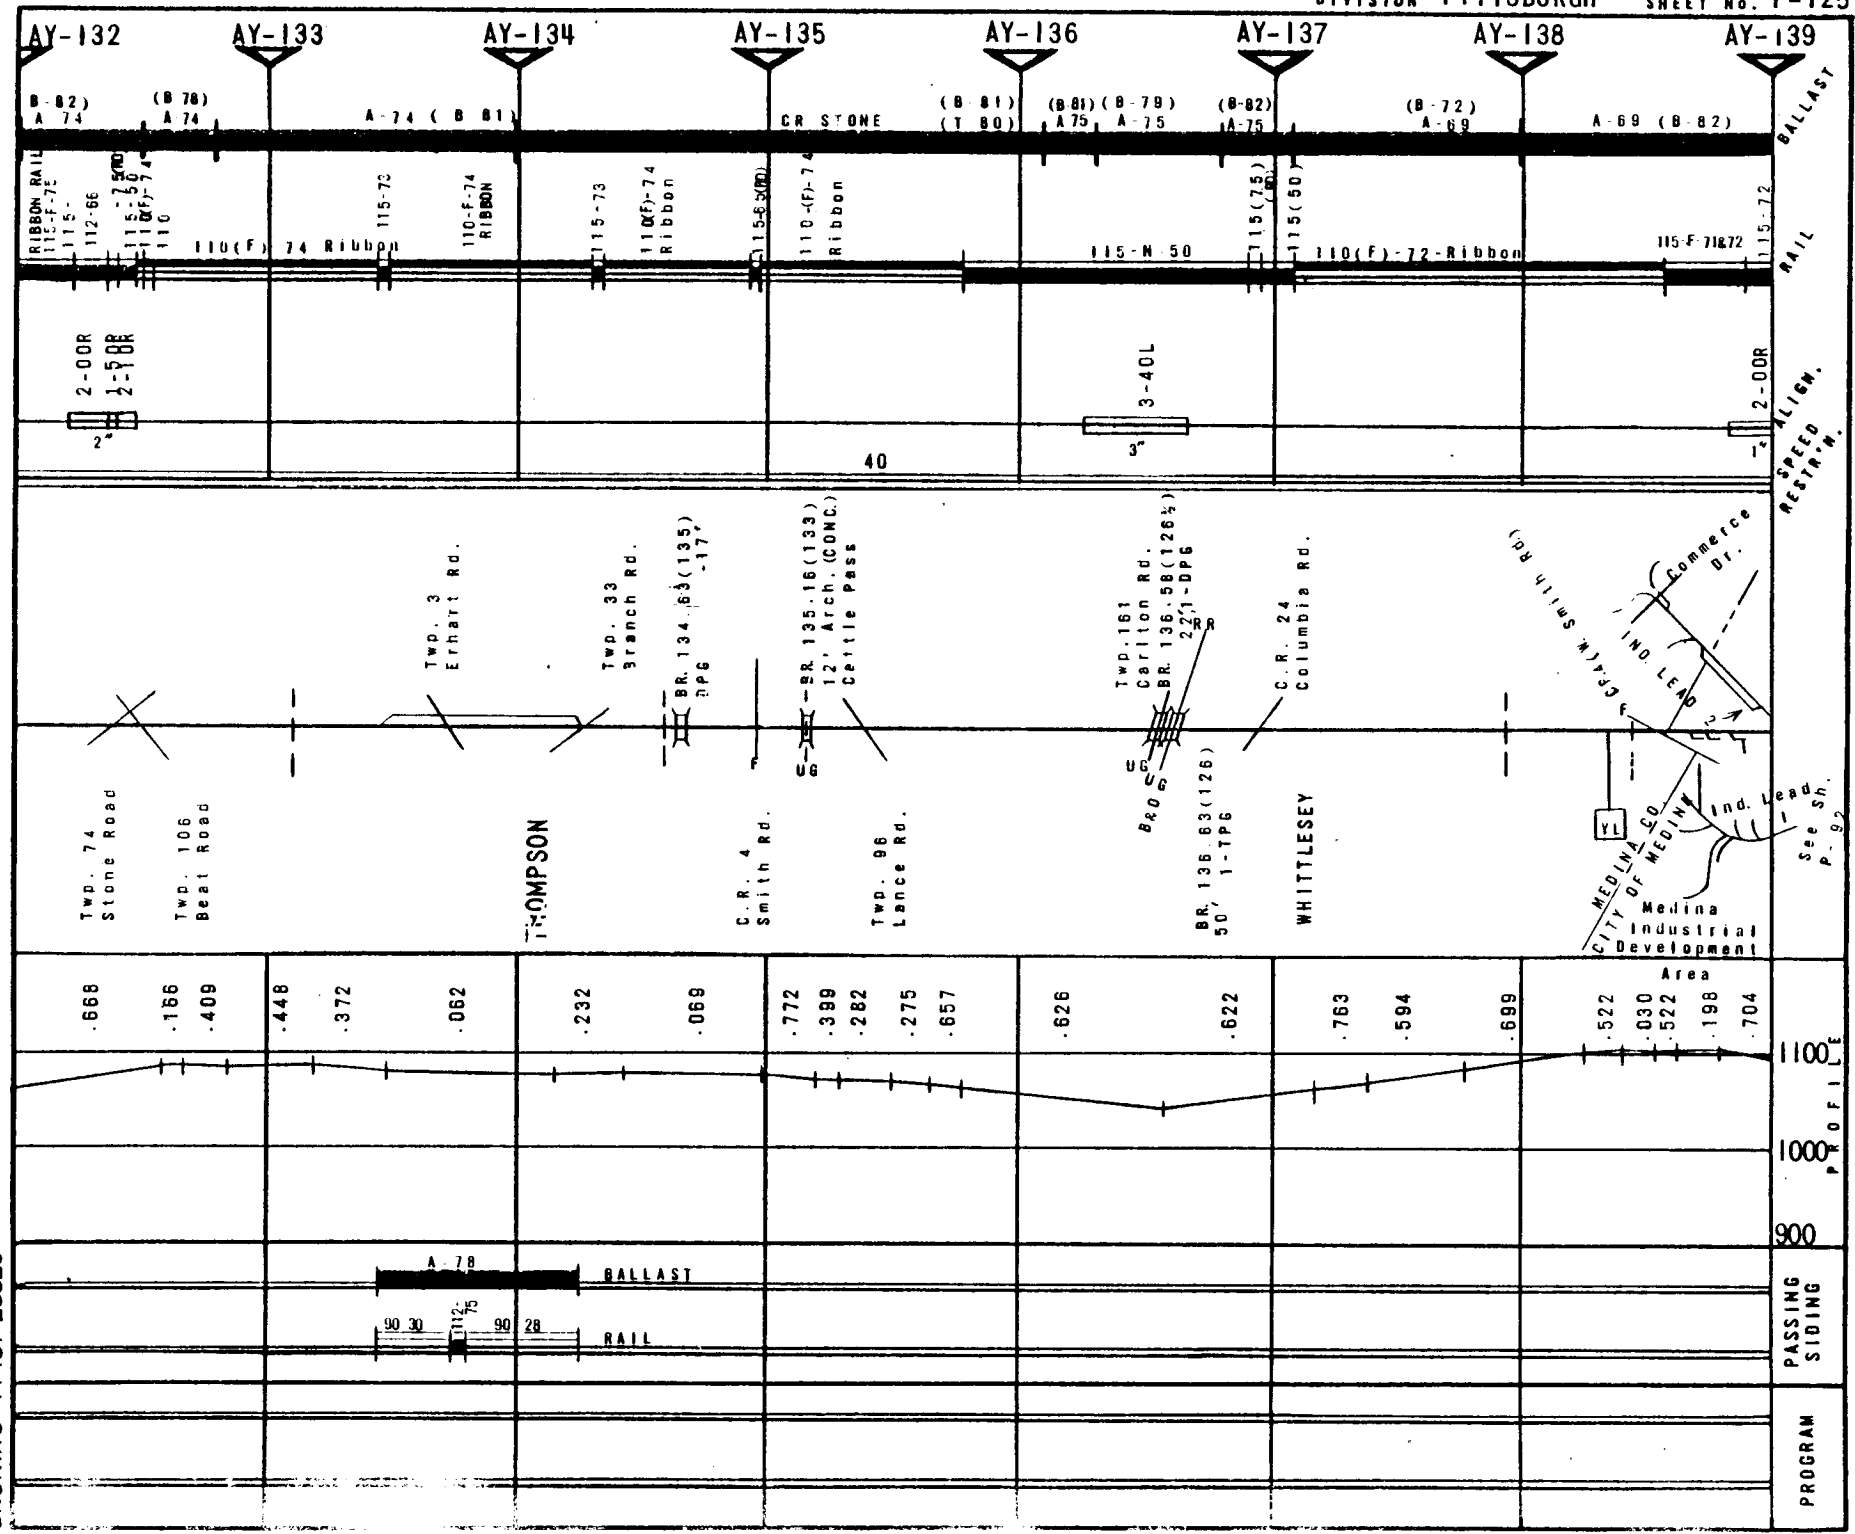 SHEET No. P-125
AY-132 AY-133 AY-134 AY-135 AY-136 AY-137 AY-138 AY-139
(B-82)
A 74
(B 78)
A-74
A-74 (B 81)
CR STONE
(B 81)
(T 80)
(B-81)
A 75
(B-79)
A-75
(B-82)
A-75
(B-72)
A-69
A-69 (B-82)
BALLAST
RIBBON RAIL
115-F-75
115-
112-66
115-50
110(F)-74
110
110(F) 74 Ribbon
115-73
110-F-74
RIBBON
115-73
110(F)-74
Ribbon
110-(F)-74
Ribbon
115-N-50
115(75)
115(50)
110(F)-72-Ribbon
115-F-71&72
115-72
RAIL
2-00R
1-50R
2-10R
2"
3-40L
3"
2-00R
1"
ALIGN.
40
SPEED
RESTR'N.
Twp. 74
Stone Road
Twp. 106
Beat Road
Twp. 3
Erhart Rd.
THOMPSON
Twp. 33
Branch Rd.
BR. 134.63(135)
DPG -17'
C.R. 4
Smith Rd.
F
BR. 135.16(133)
12' Arch.(CONC.)
Cattle Pass
UG
Twp. 96
Lance Rd.
Twp.161
Carlton Rd.
BR. 136.58(126½)
22',1-DPG
RR
UG
UG
BRD
BR. 136.63(126)
50' 1-TPG
C.R. 24
Columbia Rd.
WHITTLESEY
(W. Smith Rd.)
F
YL
Commerce
Dr.
IND. LEAD 2
MEDINA CO.
CITY OF MEDINA
Ind. Lead
1
See Sh.
P-92
Medina
Industrial
Development
Area
.668 .166 .409 .448 .372 .062 .232 .069 .772 .399 .282 .275 .657 .626 .622 .763 .594 .699 .522 .030 .522 .198 .704
1100
1000
900
PROFILE
A-78
BALLAST
90 30
112-75
90 28
RAIL
PASSING
SIDING
PROGRAM